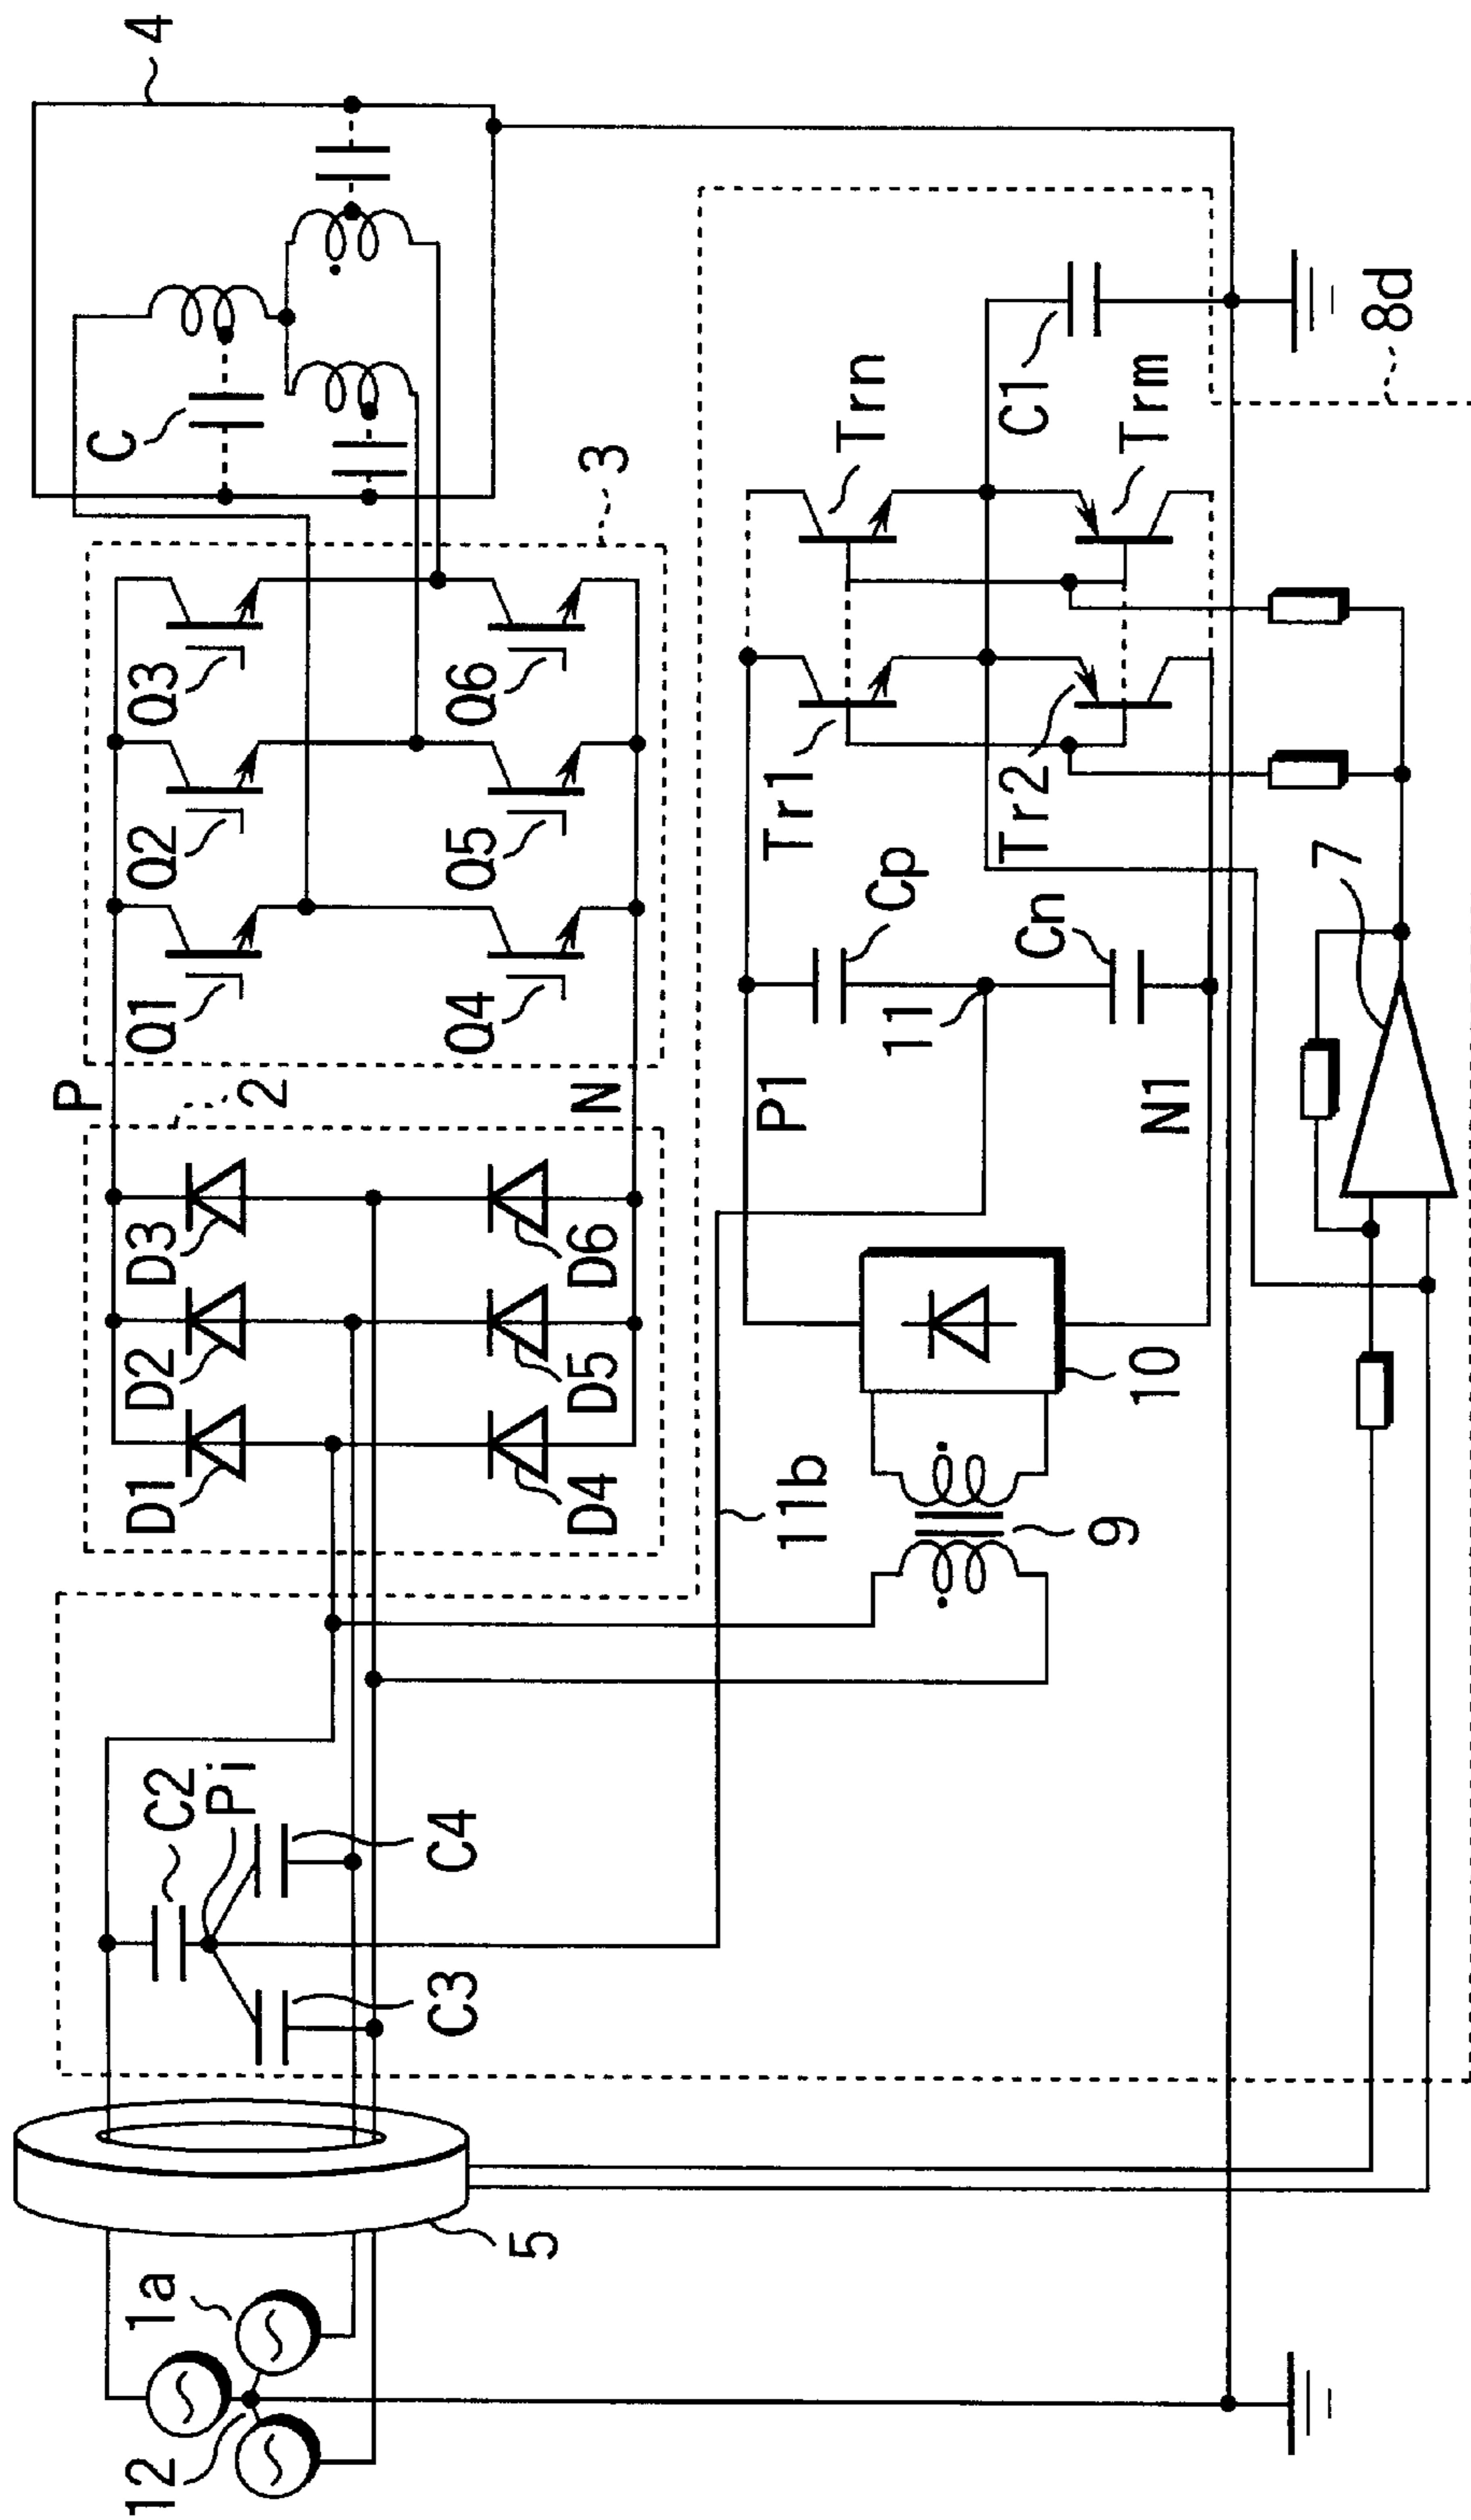 12
1a
5
C2
Pi
C3
C4
D1
D2
D3
D4
D5
D6
2
P
N
Q1
Q2
Q3
Q4
Q5
Q6
3
C
4
11b
9
10
P1
N1
11
Cp
Cn
Tr1
Tr2
Trn
Trm
C1
7
8d